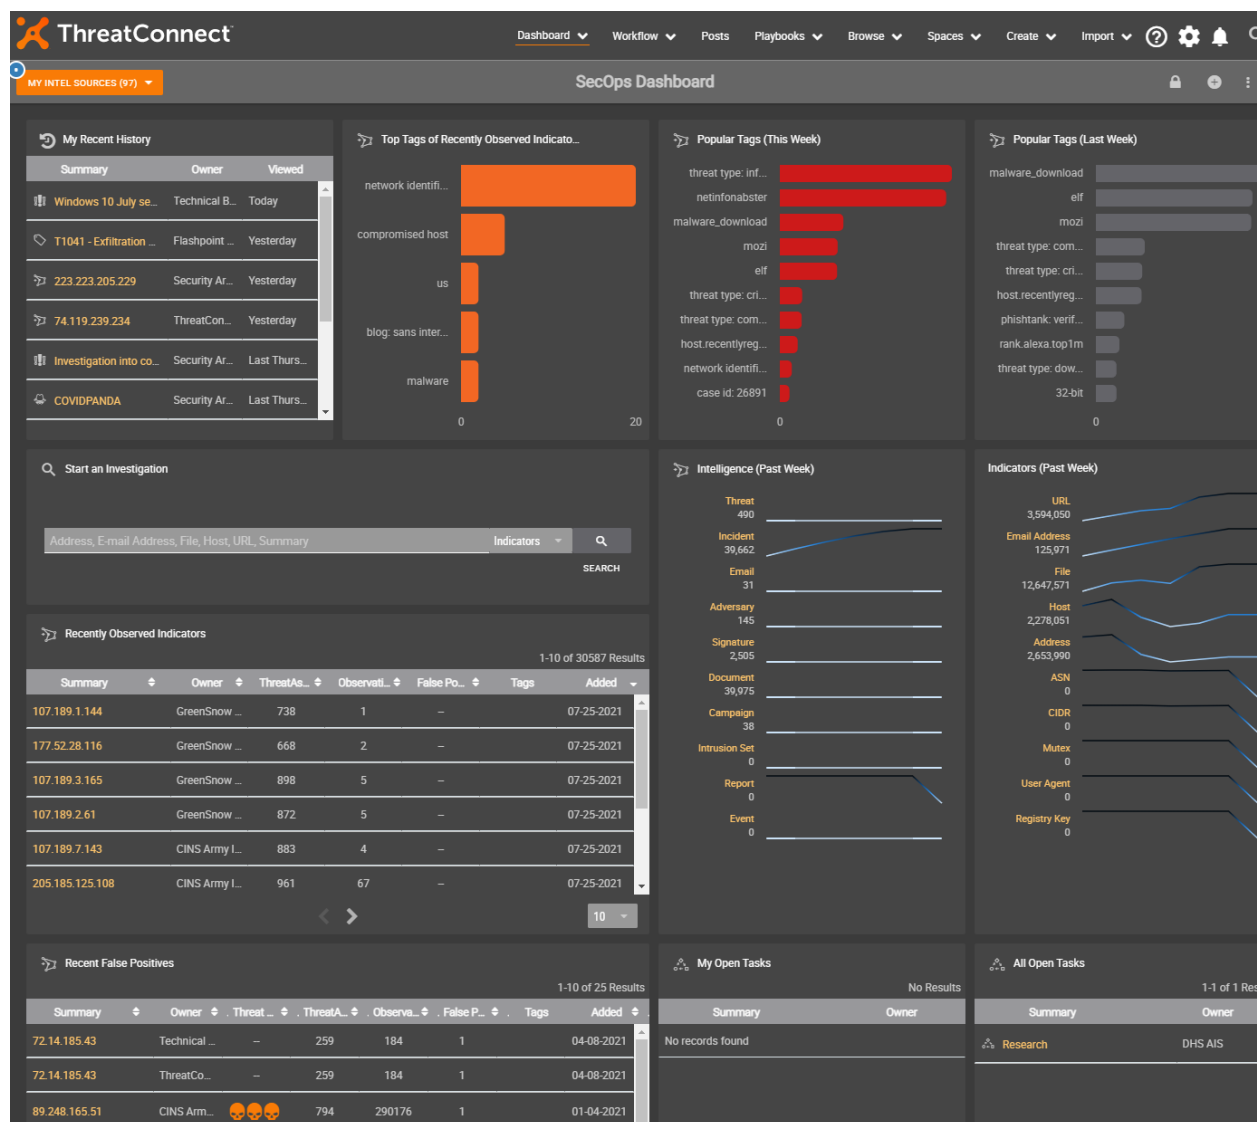 ThreatConnect
Dashboard Workflow Posts Playbooks Browse Spaces Create Import
MY INTEL SOURCES (97) SecOps Dashboard
My Recent History
Summary Owner Viewed
Windows 10 July se... Technical B... Today
T1041 - Exfiltration ... Flashpoint ... Yesterday
223.223.205.229 Security Ar... Yesterday
74.119.239.234 ThreatCon... Yesterday
Investigation into co... Security Ar... Last Thurs...
COVIDPANDA Security Ar... Last Thurs...
Top Tags of Recently Observed Indicato...
network identifi...
compromised host
us
blog: sans inter...
malware
0 20
Popular Tags (This Week)
threat type: inf...
netinfonabster
malware_download
mozi
elf
threat type: cri...
threat type: com...
host.recentlyreg...
network identifi...
case id: 26891
0
Popular Tags (Last Week)
malware_download
elf
mozi
threat type: com...
threat type: cri...
host.recentlyreg...
phishtank: verif...
rank.alexa.top1m
threat type: dow...
32-bit
0
Start an Investigation
Address, E-mail Address, File, Host, URL, Summary Indicators
SEARCH
Intelligence (Past Week)
Threat
490
Incident
39,662
Email
31
Adversary
145
Signature
2,505
Document
39,975
Campaign
38
Intrusion Set
0
Report
0
Event
0
Indicators (Past Week)
URL
3,594,050
Email Address
125,971
File
12,647,571
Host
2,278,051
Address
2,653,990
ASN
0
CIDR
0
Mutex
0
User Agent
0
Registry Key
0
Recently Observed Indicators
1-10 of 30587 Results
Summary Owner ThreatAs... Observati... False Po... Tags Added
107.189.1.144 GreenSnow ... 738 1 – 07-25-2021
177.52.28.116 GreenSnow ... 668 2 – 07-25-2021
107.189.3.165 GreenSnow ... 898 5 – 07-25-2021
107.189.2.61 GreenSnow ... 872 5 – 07-25-2021
107.189.7.143 CINS Army I... 883 4 – 07-25-2021
205.185.125.108 CINS Army I... 961 67 – 07-25-2021
10
Recent False Positives
1-10 of 25 Results
Summary Owner Threat ... ThreatA... Observa... False P... Tags Added
72.14.185.43 Technical ... – 259 184 1 04-08-2021
72.14.185.43 ThreatCo... – 259 184 1 04-08-2021
89.248.165.51 CINS Arm... 794 290176 1 01-04-2021
My Open Tasks
No Results
Summary Owner
No records found
All Open Tasks
1-1 of 1 Res
Summary Owner
Research DHS AIS